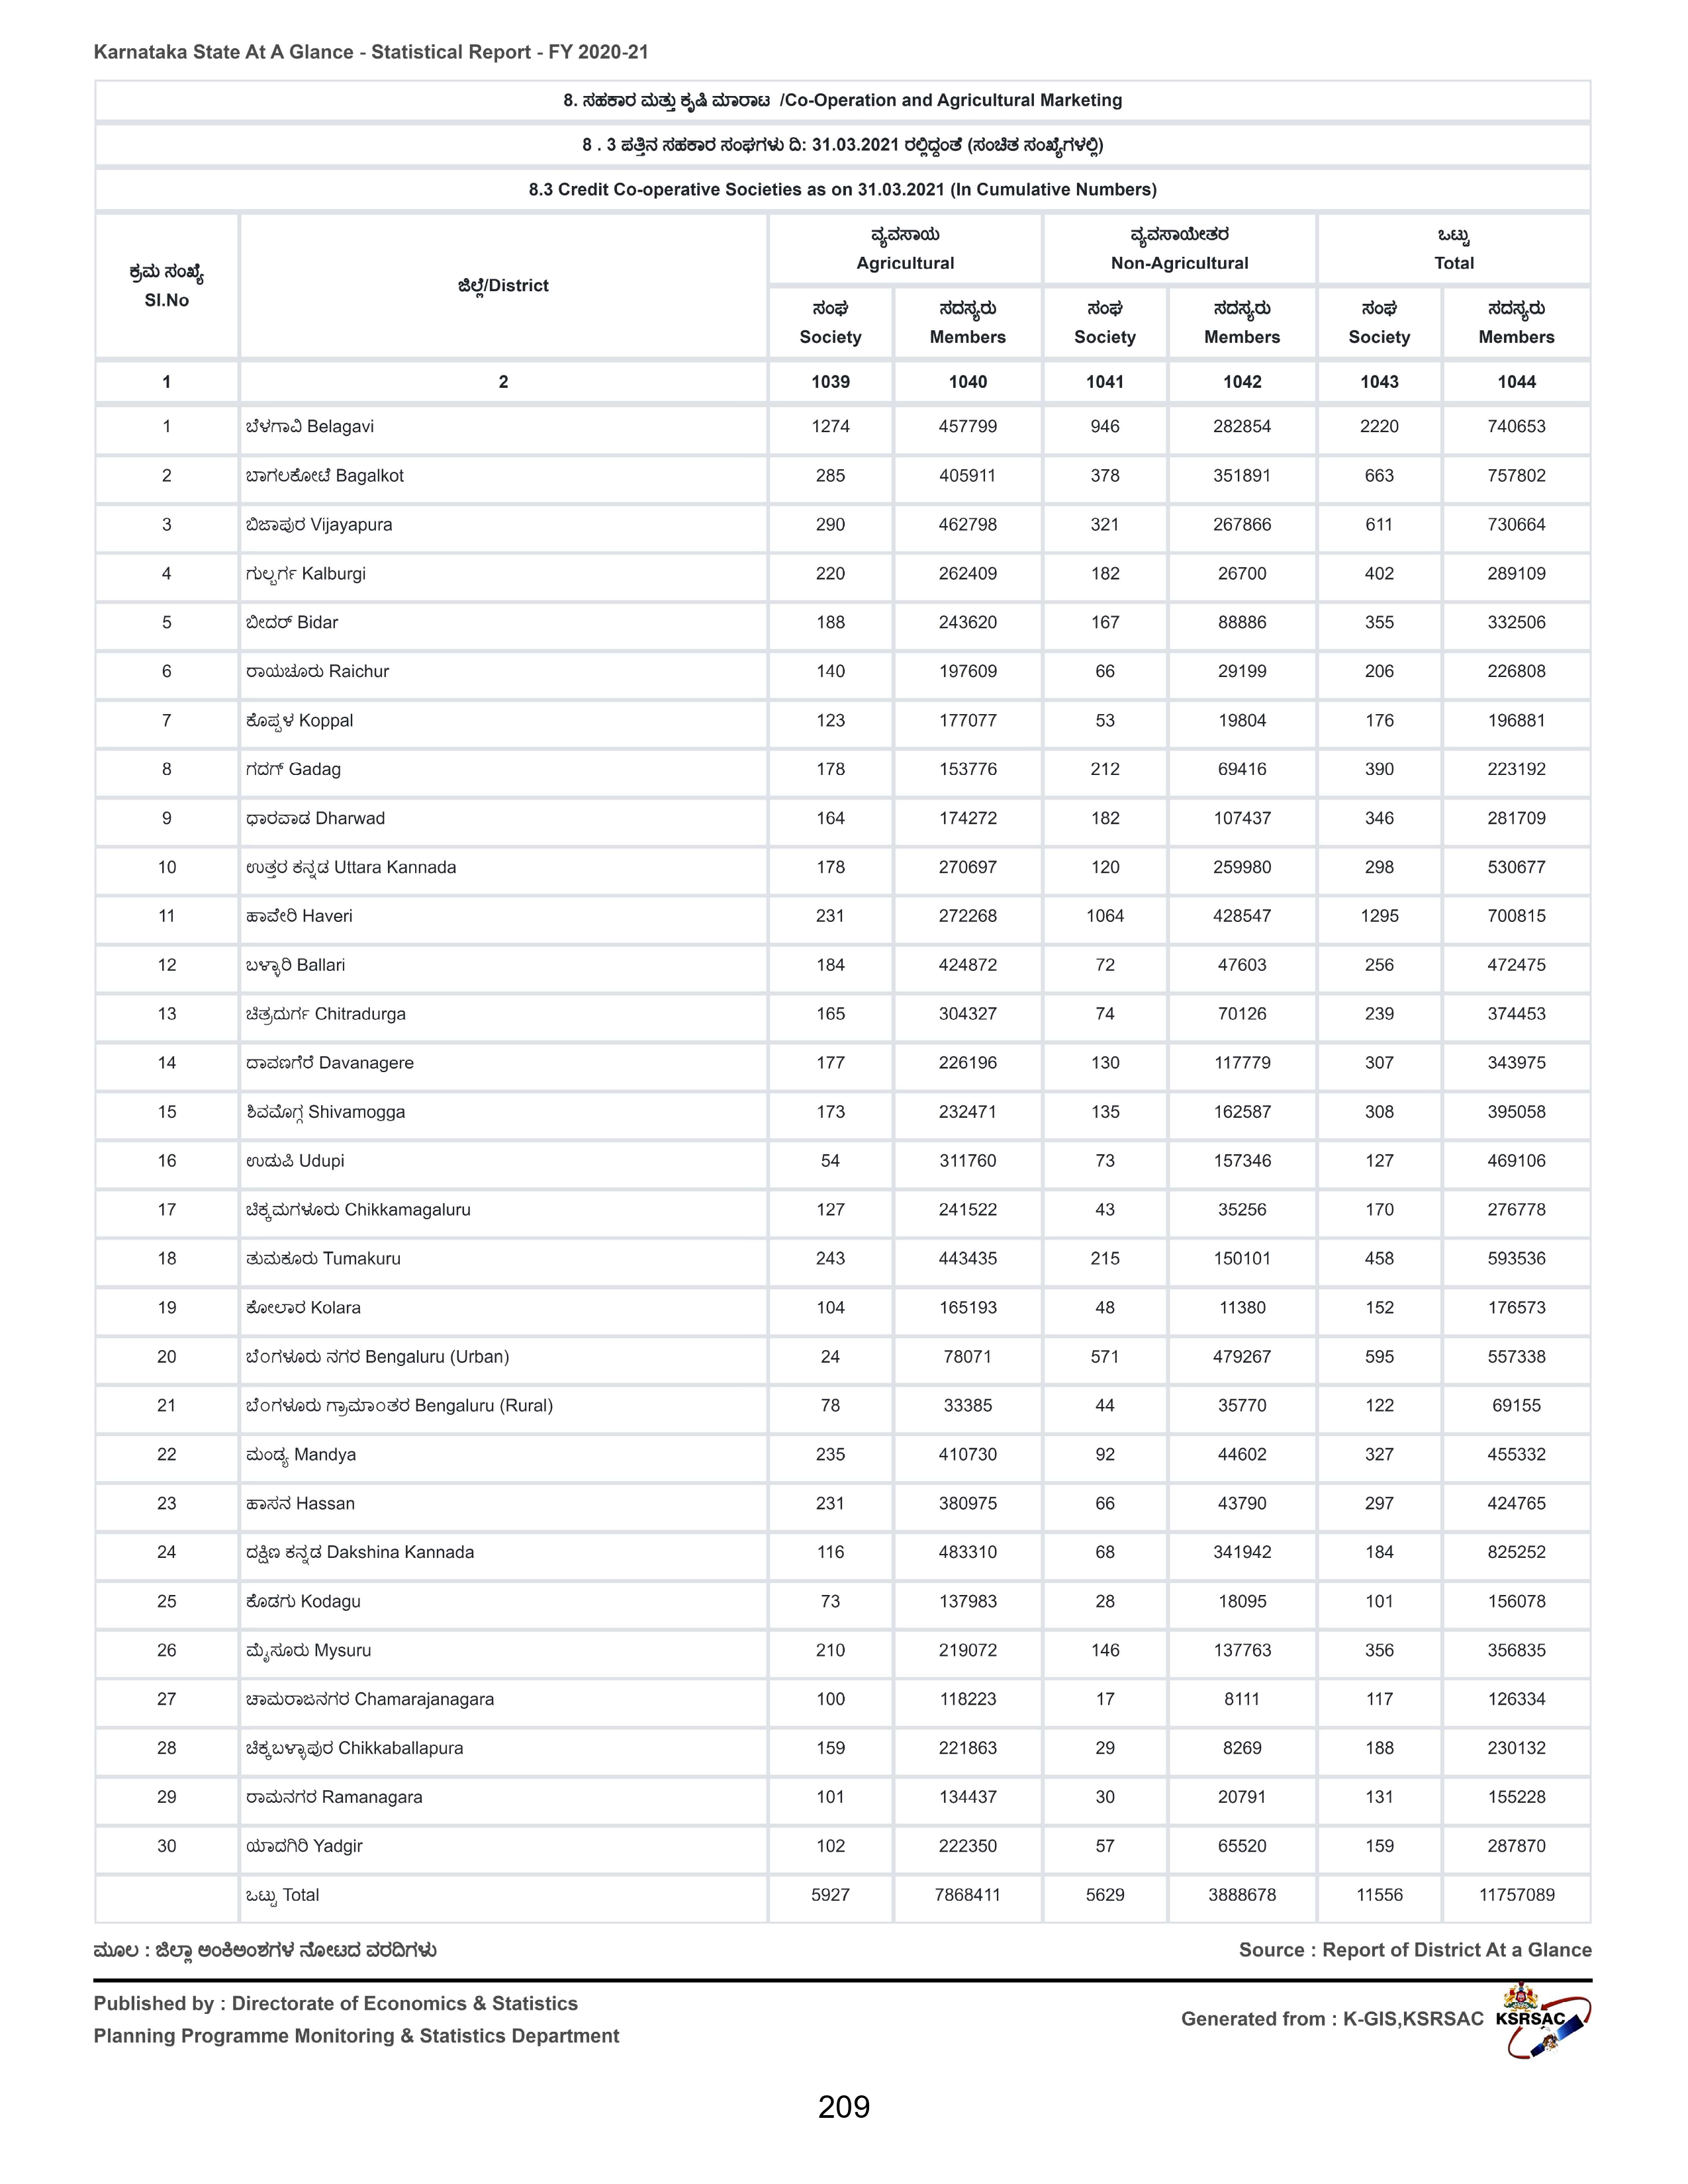 Karnataka State At A Glance - Statistical Report - FY 2020-21
8. ಸಹಕಾರ ಮತ್ತು ಕೃಷಿ ಮಾರಾಟ /Co-Operation and Agricultural Marketing
8 . 3 ಪತ್ತಿನ ಸಹಕಾರ ಸಂಘಗಳು ದಿ: 31.03.2021 ರಲ್ಲಿದ್ದಂತೆ (ಸಂಚಿತ ಸಂಖ್ಯೆಗಳಲ್ಲಿ)
8.3 Credit Co-operative Societies as on 31.03.2021 (In Cumulative Numbers)
ಕ್ರಮ ಸಂಖ್ಯೆ Sl.No ಜಿಲ್ಲೆ/District ವ್ಯವಸಾಯ Agricultural ವ್ಯವಸಾಯೇತರ Non-Agricultural ಒಟ್ಟು Total
ಸಂಘ ಸದಸ್ಯರು ಸಂಘ ಸದಸ್ಯರು ಸಂಘ ಸದಸ್ಯರು
Society Members Society Members Society Members
1 2 1039 1040 1041 1042 1043 1044
1 ಬೆಳಗಾವಿ Belagavi 1274 457799 946 282854 2220 740653
2 ಬಾಗಲಕೋಟೆ Bagalkot 285 405911 378 351891 663 757802
3 ಬಿಜಾಪುರ Vijayapura 290 462798 321 267866 611 730664
4 ಗುಲ್ಬರ್ಗ Kalburgi 220 262409 182 26700 402 289109
5 ಬೀದರ್ Bidar 188 243620 167 88886 355 332506
6 ರಾಯಚೂರು Raichur 140 197609 66 29199 206 226808
7 ಕೊಪ್ಪಳ Koppal 123 177077 53 19804 176 196881
8 ಗದಗ್ Gadag 178 153776 212 69416 390 223192
9 ಧಾರವಾಡ Dharwad 164 174272 182 107437 346 281709
10 ಉತ್ತರ ಕನ್ನಡ Uttara Kannada 178 270697 120 259980 298 530677
11 ಹಾವೇರಿ Haveri 231 272268 1064 428547 1295 700815
12 ಬಳ್ಳಾರಿ Ballari 184 424872 72 47603 256 472475
13 ಚಿತ್ರದುರ್ಗ Chitradurga 165 304327 74 70126 239 374453
14 ದಾವಣಗೆರೆ Davanagere 177 226196 130 117779 307 343975
15 ಶಿವಮೊಗ್ಗ Shivamogga 173 232471 135 162587 308 395058
16 ಉಡುಪಿ Udupi 54 311760 73 157346 127 469106
17 ಚಿಕ್ಕಮಗಳೂರು Chikkamagaluru 127 241522 43 35256 170 276778
18 ತುಮಕೂರು Tumakuru 243 443435 215 150101 458 593536
19 ಕೋಲಾರ Kolara 104 165193 48 11380 152 176573
20 ಬೆಂಗಳೂರು ನಗರ Bengaluru (Urban) 24 78071 571 479267 595 557338
21 ಬೆಂಗಳೂರು ಗ್ರಾಮಾಂತರ Bengaluru (Rural) 78 33385 44 35770 122 69155
22 ಮಂಡ್ಯ Mandya 235 410730 92 44602 327 455332
23 ಹಾಸನ Hassan 231 380975 66 43790 297 424765
24 ದಕ್ಷಿಣ ಕನ್ನಡ Dakshina Kannada 116 483310 68 341942 184 825252
25 ಕೊಡಗು Kodagu 73 137983 28 18095 101 156078
26 ಮೈಸೂರು Mysuru 210 219072 146 137763 356 356835
27 ಚಾಮರಾಜನಗರ Chamarajanagara 100 118223 17 8111 117 126334
28 ಚಿಕ್ಕಬಳ್ಳಾಪುರ Chikkaballapura 159 221863 29 8269 188 230132
29 ರಾಮನಗರ Ramanagara 101 134437 30 20791 131 155228
30 ಯಾದಗಿರಿ Yadgir 102 222350 57 65520 159 287870
ಒಟ್ಟು Total 5927 7868411 5629 3888678 11556 11757089
ಮೂಲ : ಜಿಲ್ಲಾ ಅಂಕಿಅಂಶಗಳ ನೋಟದ ವರದಿಗಳು Source : Report of District At a Glance
Published by : Directorate of Economics & Statistics
Planning Programme Monitoring & Statistics Department
Generated from : K-GIS,KSRSAC KSRSAC
209